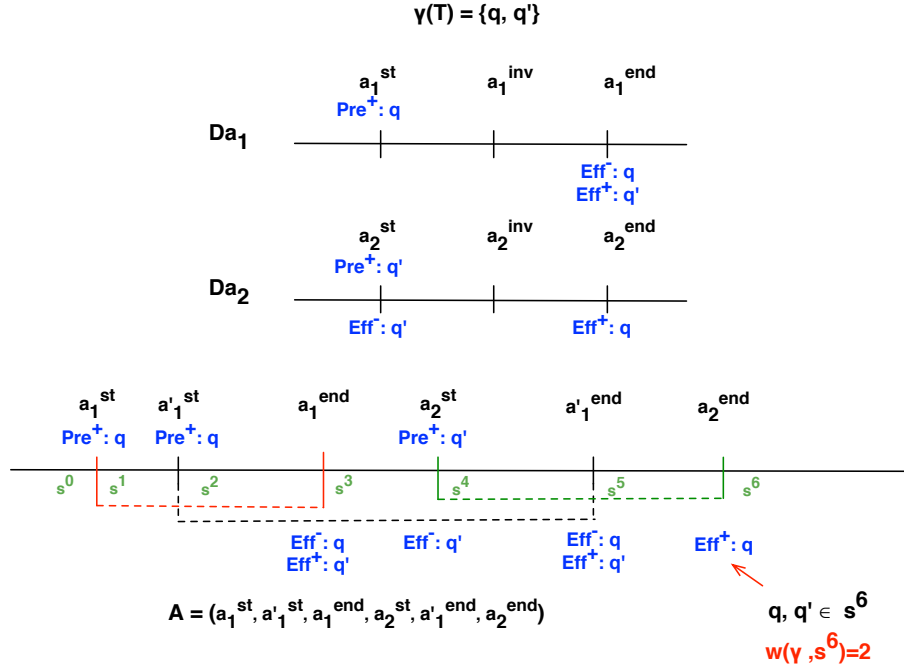 γ(T) = {q, q'}
a₁ˢᵗ a₁ⁱⁿᵛ a₁ᵉⁿᵈ
Pre⁺: q
Da₁
Eff⁻: q
Eff⁺: q'
a₂ˢᵗ a₂ⁱⁿᵛ a₂ᵉⁿᵈ
Pre⁺: q'
Da₂
Eff⁻: q' Eff⁺: q
a₁ˢᵗ a'₁ˢᵗ a₁ᵉⁿᵈ a₂ˢᵗ a'₁ᵉⁿᵈ a₂ᵉⁿᵈ
Pre⁺: q Pre⁺: q Pre⁺: q'
s⁰ s¹ s² s³ s⁴ s⁵ s⁶
Eff⁻: q Eff⁻: q' Eff⁻: q Eff⁺: q
Eff⁺: q' Eff⁺: q'
A = (a₁ˢᵗ, a'₁ˢᵗ, a₁ᵉⁿᵈ, a₂ˢᵗ, a'₁ᵉⁿᵈ, a₂ᵉⁿᵈ)
q, q' ∈ s⁶
w(γ ,s⁶)=2